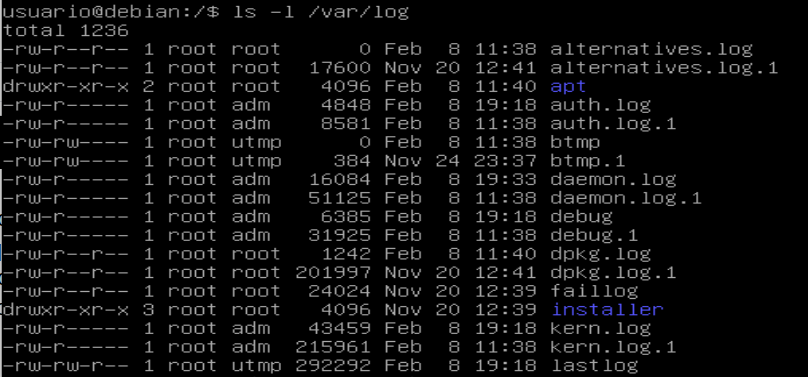 usuario@debian:/$ ls -l /var/log
total 1236
-rw-r--r-- 1 root root      0 Feb  8 11:38 alternatives.log
-rw-r--r-- 1 root root  17600 Nov 20 12:41 alternatives.log.1
drwxr-xr-x 2 root root   4096 Feb  8 11:40 apt
-rw-r----- 1 root adm    4848 Feb  8 19:18 auth.log
-rw-r----- 1 root adm    8581 Feb  8 11:38 auth.log.1
-rw-rw---- 1 root utmp      0 Feb  8 11:38 btmp
-rw-rw---- 1 root utmp    384 Nov 24 23:37 btmp.1
-rw-r----- 1 root adm   16084 Feb  8 19:33 daemon.log
-rw-r----- 1 root adm   51125 Feb  8 11:38 daemon.log.1
-rw-r----- 1 root adm    6385 Feb  8 19:18 debug
-rw-r----- 1 root adm   31925 Feb  8 11:38 debug.1
-rw-r--r-- 1 root root   1242 Feb  8 11:40 dpkg.log
-rw-r--r-- 1 root root 201997 Nov 20 12:41 dpkg.log.1
-rw-r--r-- 1 root root  24024 Nov 20 12:39 faillog
drwxr-xr-x 3 root root   4096 Nov 20 12:39 installer
-rw-r----- 1 root adm   43459 Feb  8 19:18 kern.log
-rw-r----- 1 root adm  215961 Feb  8 11:38 kern.log.1
-rw-rw-r-- 1 root utmp 292292 Feb  8 19:18 lastlog